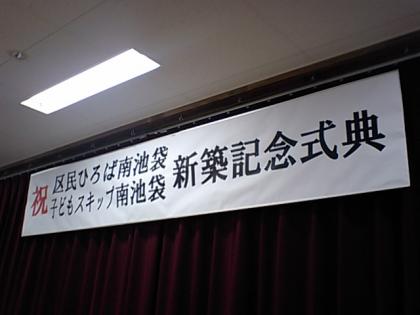 祝 区民ひろば南池袋
子どもスキップ南池袋 新築記念式典